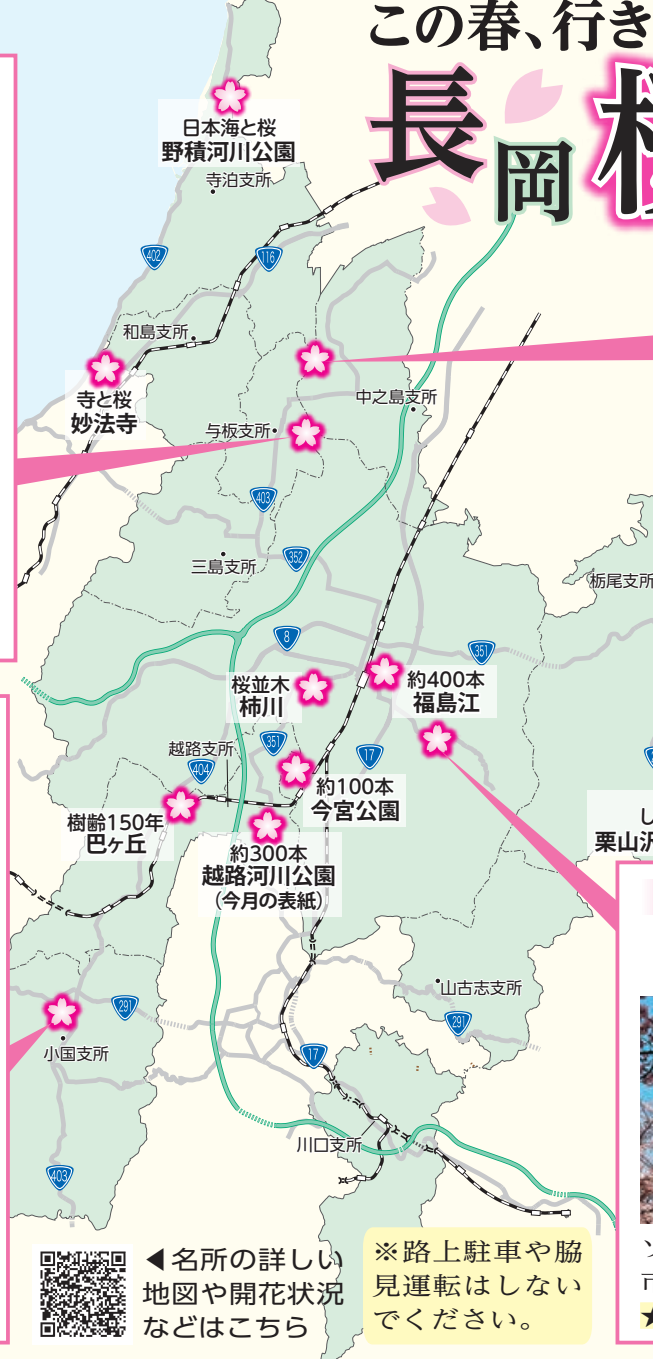 この春、行き
長岡
日本海と桜
野積河川公園
寺泊支所
402
116
和島支所
寺と桜
妙法寺
中之島支所
与板支所
403
三島支所
352
栃尾支所
8
351
桜並木
柿川
約400本
福島江
越路支所
351
404
17
約100本
今宮公園
樹齢150年
巴ヶ丘
約300本
越路河川公園
(今月の表紙)
栗山沢
291
山古志支所
291
小国支所
17
川口支所
403
◀名所の詳しい
地図や開花状況
などはこちら
※路上駐車や脇
見運転はしない
でください。